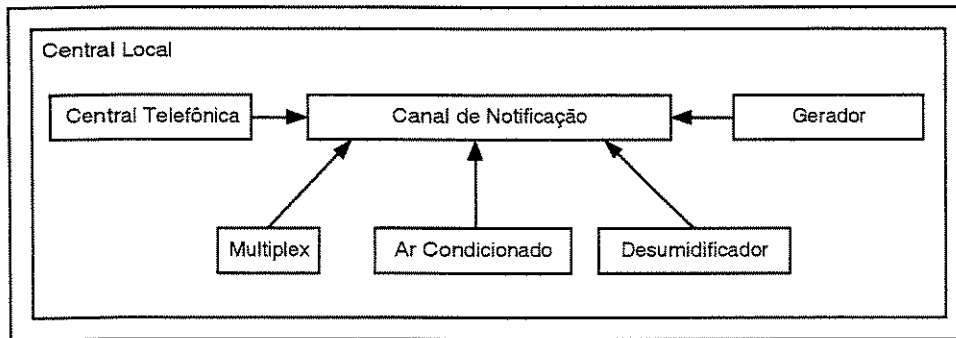 Central Local
Central Telefônica
Canal de Notificação
Gerador
Multiplex
Ar Condicionado
Desumidificador